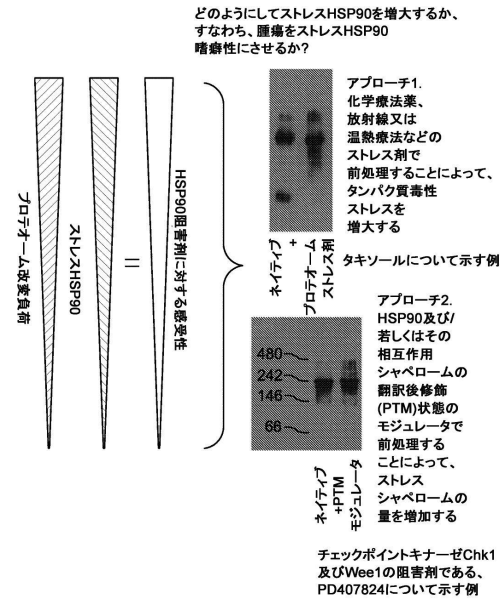 どのようにしてストレスHSP90を増大するか、
すなわち、腫瘍をストレスHSP90
嗜癖性にさせるか?
プロテオーム改変負荷
ストレスHSP90
=
HSP90阻害剤に対する感受性
アプローチ1.
化学療法薬、
放射線又は
温熱療法などの
ストレス剤で
前処理することによって、
タンパク質毒性
ストレスを
増大する
ネイティブ
+
プロテオーム
ストレス剤
タキソールについて示す例
480
242
146
66
ネイティブ
+PTM
モジュレータ
アプローチ2.
HSP90及び/
若しくはその
相互作用
シャペロームの
翻訳後修飾
(PTM)状態の
モジュレータで
前処理する
ことによって、
ストレス
シャペロームの
量を増加する
チェックポイントキナーゼChk1
及びWee1の阻害剤である、
PD407824について示す例